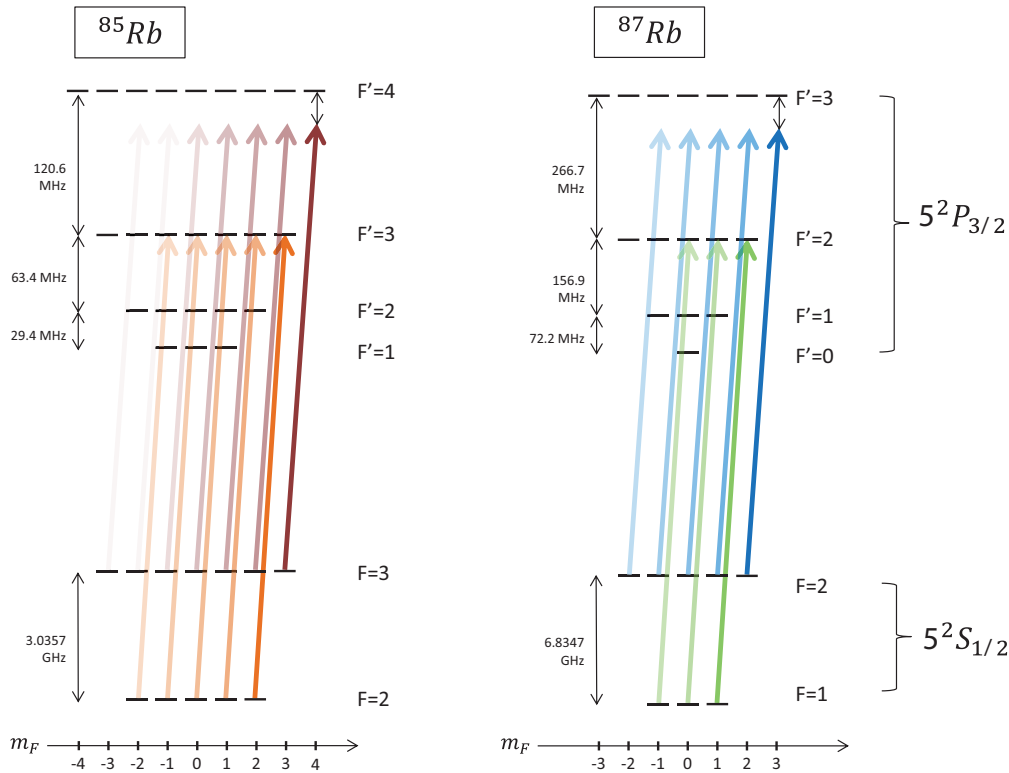 ⁸⁵Rb
F'=4
120.6
MHz
F'=3
63.4 MHz
F'=2
29.4 MHz
F'=1
F=3
3.0357
GHz
F=2
m_F
-4 -3 -2 -1 0 1 2 3 4
⁸⁷Rb
F'=3
266.7
MHz
5²P₃/₂
F'=2
156.9
MHz
F'=1
72.2 MHz
F'=0
F=2
6.8347
GHz
5²S₁/₂
F=1
m_F
-3 -2 -1 0 1 2 3